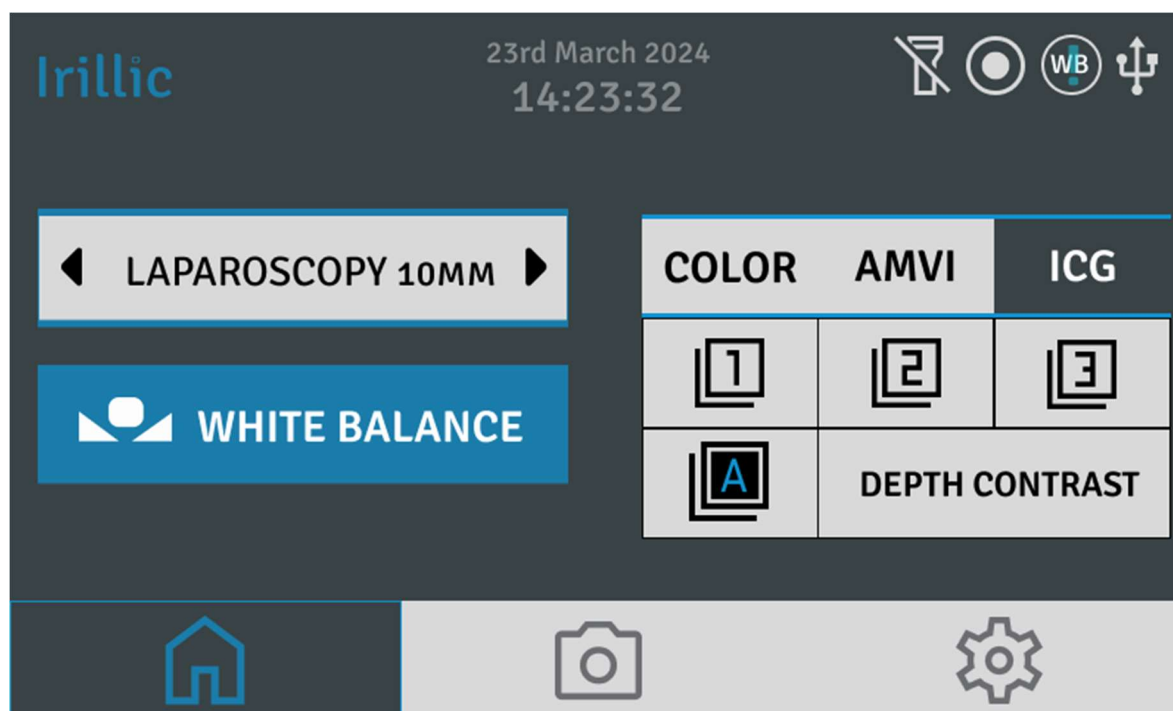 Irillic
23rd March 2024
14:23:32
WB
LAPAROSCOPY 10MM
WHITE BALANCE
COLOR AMVI ICG
1 2 3
A DEPTH CONTRAST